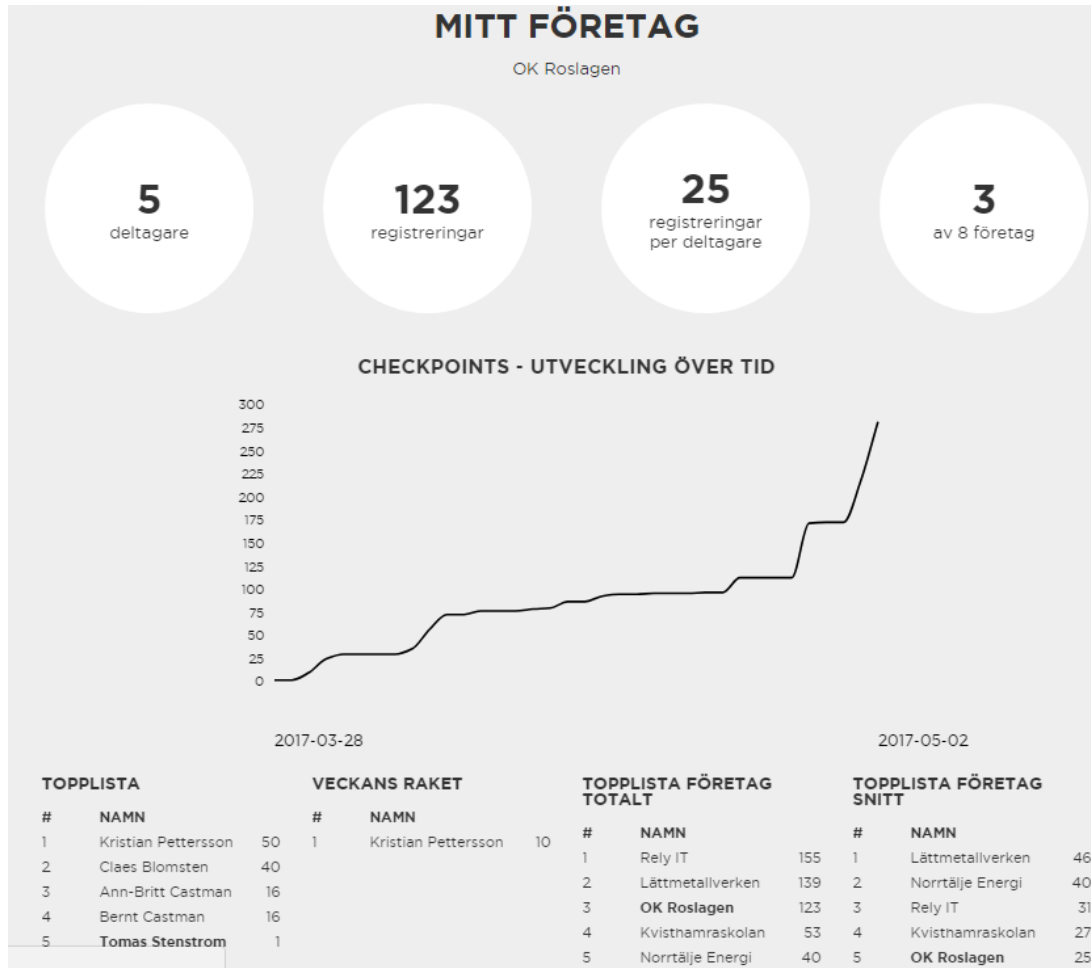 MITT FÖRETAG
OK Roslagen
5
deltagare
123
registreringar
25
registreringar
per deltagare
3
av 8 företag
CHECKPOINTS - UTVECKLING ÖVER TID
300
275
250
225
200
175
150
125
100
75
50
25
0
2017-03-28 2017-05-02
TOPPLISTA
# NAMN
1 Kristian Pettersson 50
2 Claes Blomsten 40
3 Ann-Britt Castman 16
4 Bernt Castman 16
5 Tomas Stenstrom 1
VECKANS RAKET
# NAMN
1 Kristian Pettersson 10
TOPPLISTA FÖRETAG
TOTALT
# NAMN
1 Rely IT 155
2 Lättmetallverken 139
3 OK Roslagen 123
4 Kvisthamraskolan 53
5 Norrtälje Energi 40
TOPPLISTA FÖRETAG
SNITT
# NAMN
1 Lättmetallverken 46
2 Norrtälje Energi 40
3 Rely IT 31
4 Kvisthamraskolan 27
5 OK Roslagen 25